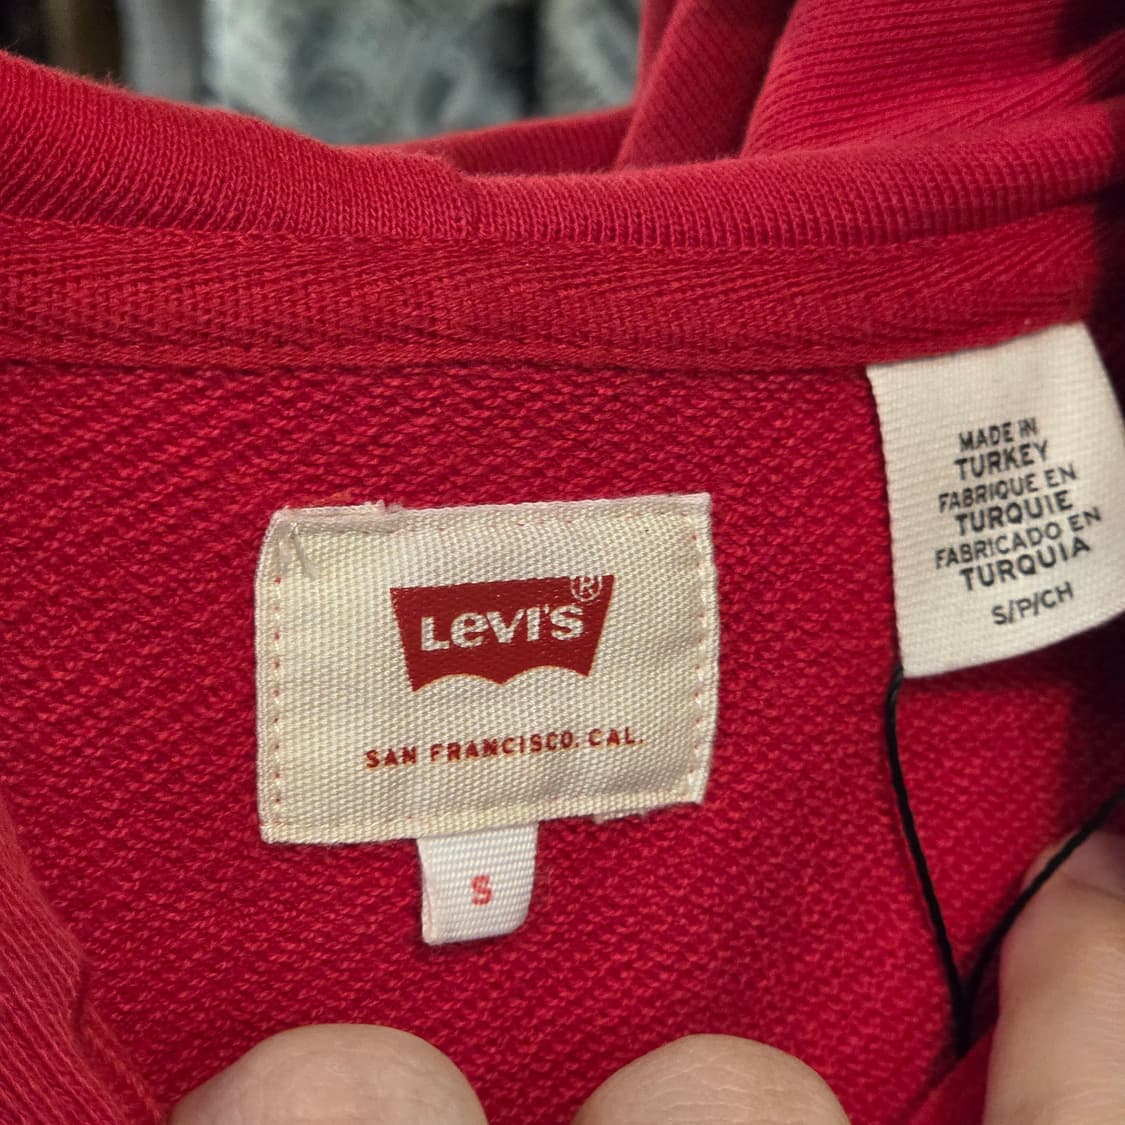 LEVI'S®
SAN FRANCISCO, CAL.
S
MADE IN
TURKEY
FABRIQUE EN
TURQUIE
FABRICADO EN
TURQUIA
S/P/CH